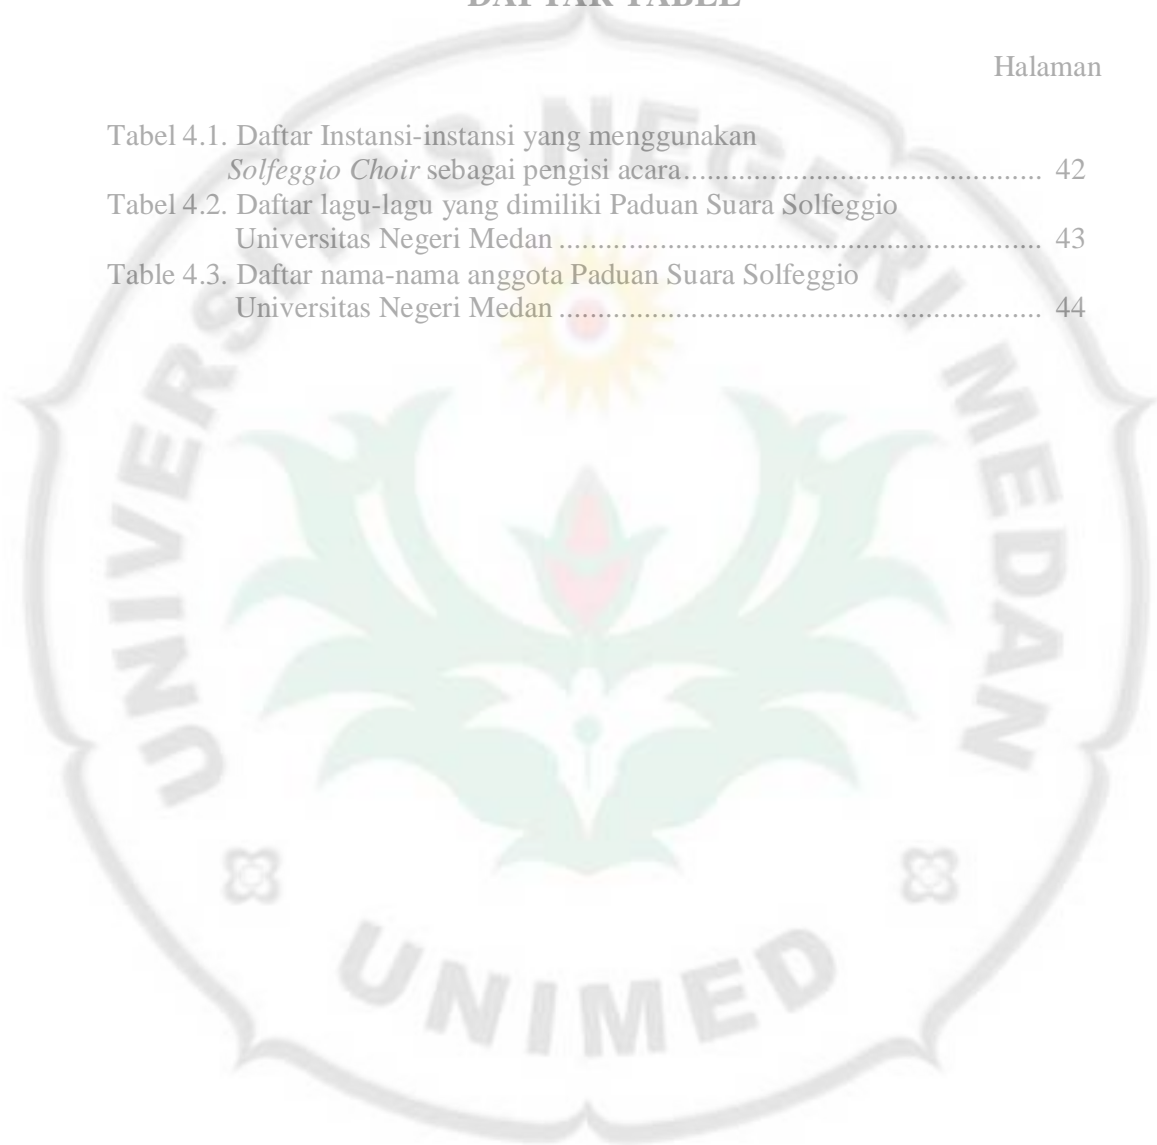 DAFTAR TABLE
Halaman
Tabel 4.1. Daftar Instansi-instansi yang menggunakan
Solfeggio Choir sebagai pengisi acara....................................... 42
Tabel 4.2. Daftar lagu-lagu yang dimiliki Paduan Suara Solfeggio
Universitas Negeri Medan .................................................... 43
Table 4.3. Daftar nama-nama anggota Paduan Suara Solfeggio
Universitas Negeri Medan .................................................... 44
UNIVERSITAS NEGERI MEDAN
UNIMED